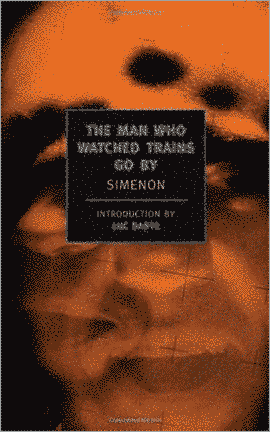 THE MAN WHO
WATCHED TRAINS
GO BY
SIMENON
INTRODUCTION BY